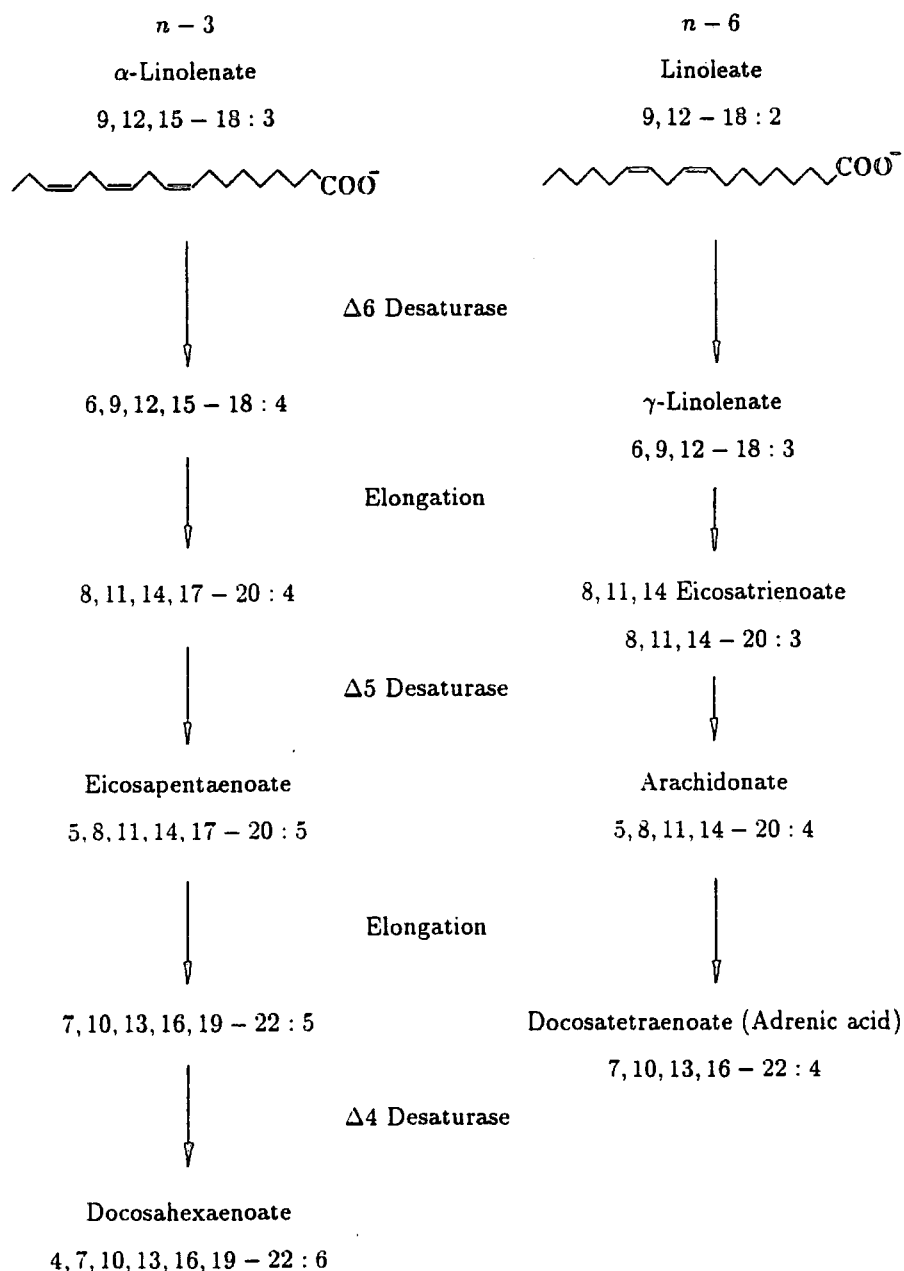 n − 3
α-Linolenate
9, 12, 15 − 18 : 3
COO⁻
n − 6
Linoleate
9, 12 − 18 : 2
COO⁻
Δ6 Desaturase
6, 9, 12, 15 − 18 : 4
γ-Linolenate
6, 9, 12 − 18 : 3
Elongation
8, 11, 14, 17 − 20 : 4
8, 11, 14 Eicosatrienoate
8, 11, 14 − 20 : 3
Δ5 Desaturase
Eicosapentaenoate
5, 8, 11, 14, 17 − 20 : 5
Arachidonate
5, 8, 11, 14 − 20 : 4
Elongation
7, 10, 13, 16, 19 − 22 : 5
Docosatetraenoate (Adrenic acid)
7, 10, 13, 16 − 22 : 4
Δ4 Desaturase
Docosahexaenoate
4, 7, 10, 13, 16, 19 − 22 : 6